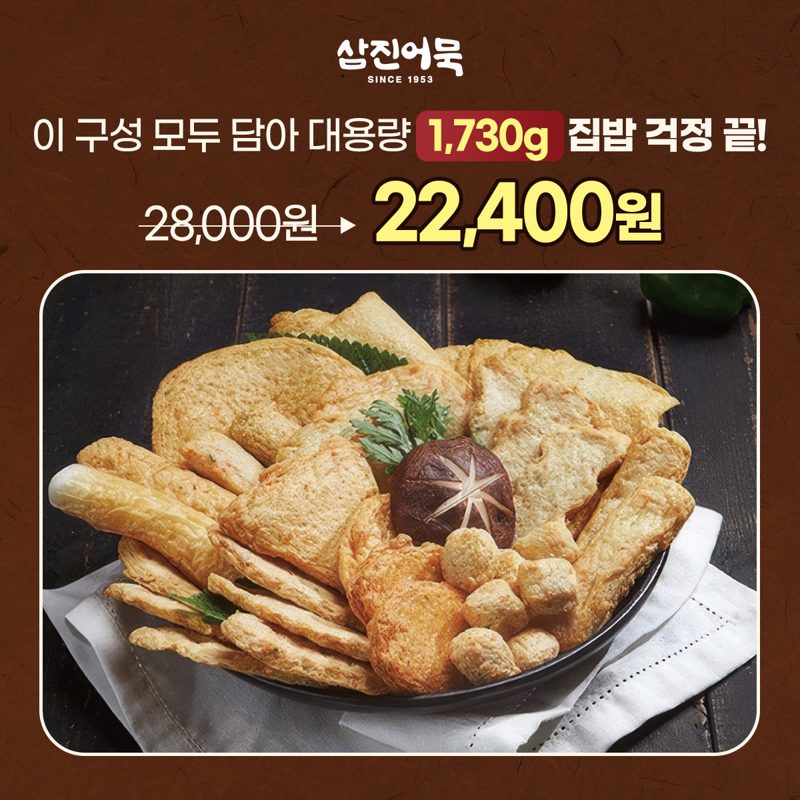 삼진어묵
SINCE 1953
이 구성 모두 담아 대용량 1,730g 집밥 걱정 끝!
28,000원 → 22,400원